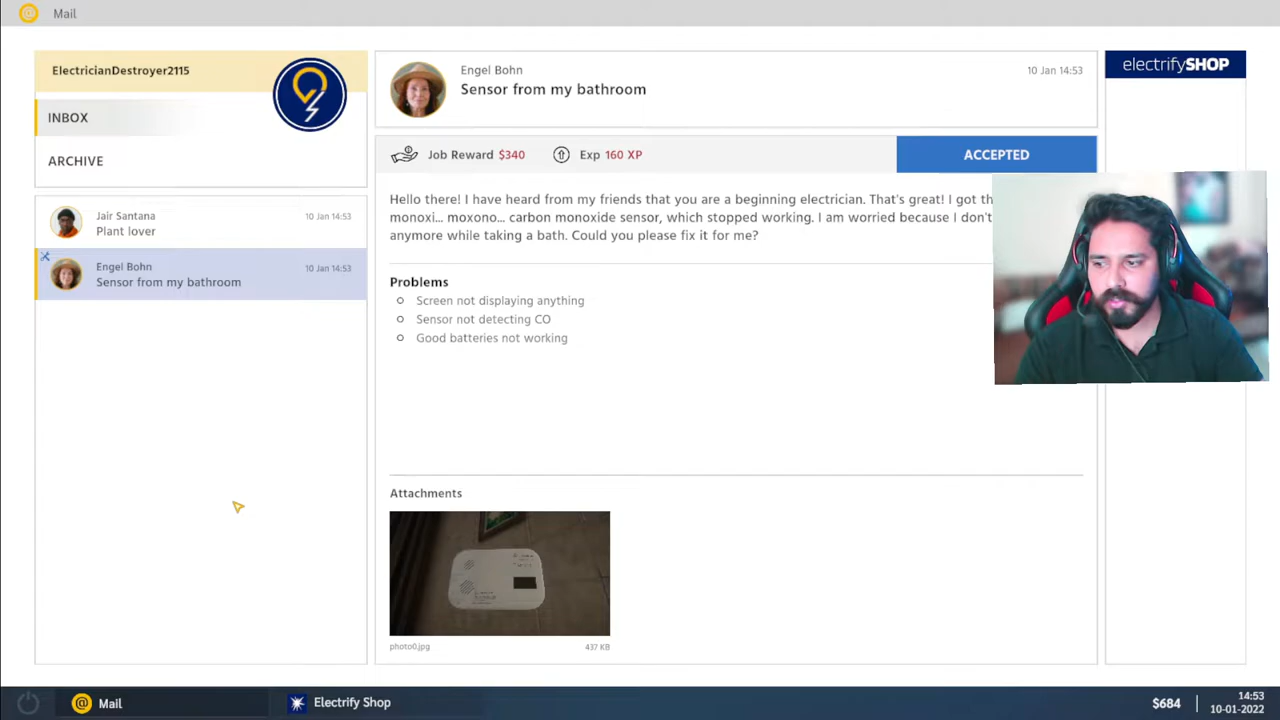 Mail
ElectricianDestroyer2115
INBOX
ARCHIVE
Jair Santana
10 Jan 14:53
Plant lover
Engel Bohn
10 Jan 14:53
Sensor from my bathroom
Engel Bohn
10 Jan 14:53
Sensor from my bathroom
Job Reward $340
Exp 160 XP
ACCEPTED
Hello there! I have heard from my friends that you are a beginning electrician. That's great! I got th
monoxi... moxono... carbon monoxide sensor, which stopped working. I am worried because I don't
anymore while taking a bath. Could you please fix it for me?
Problems
Screen not displaying anything
Sensor not detecting CO
Good batteries not working
Attachments
photo0.jpg
437 KB
electrifySHOP
Mail
Electrify Shop
$684
14:53
10-01-2022